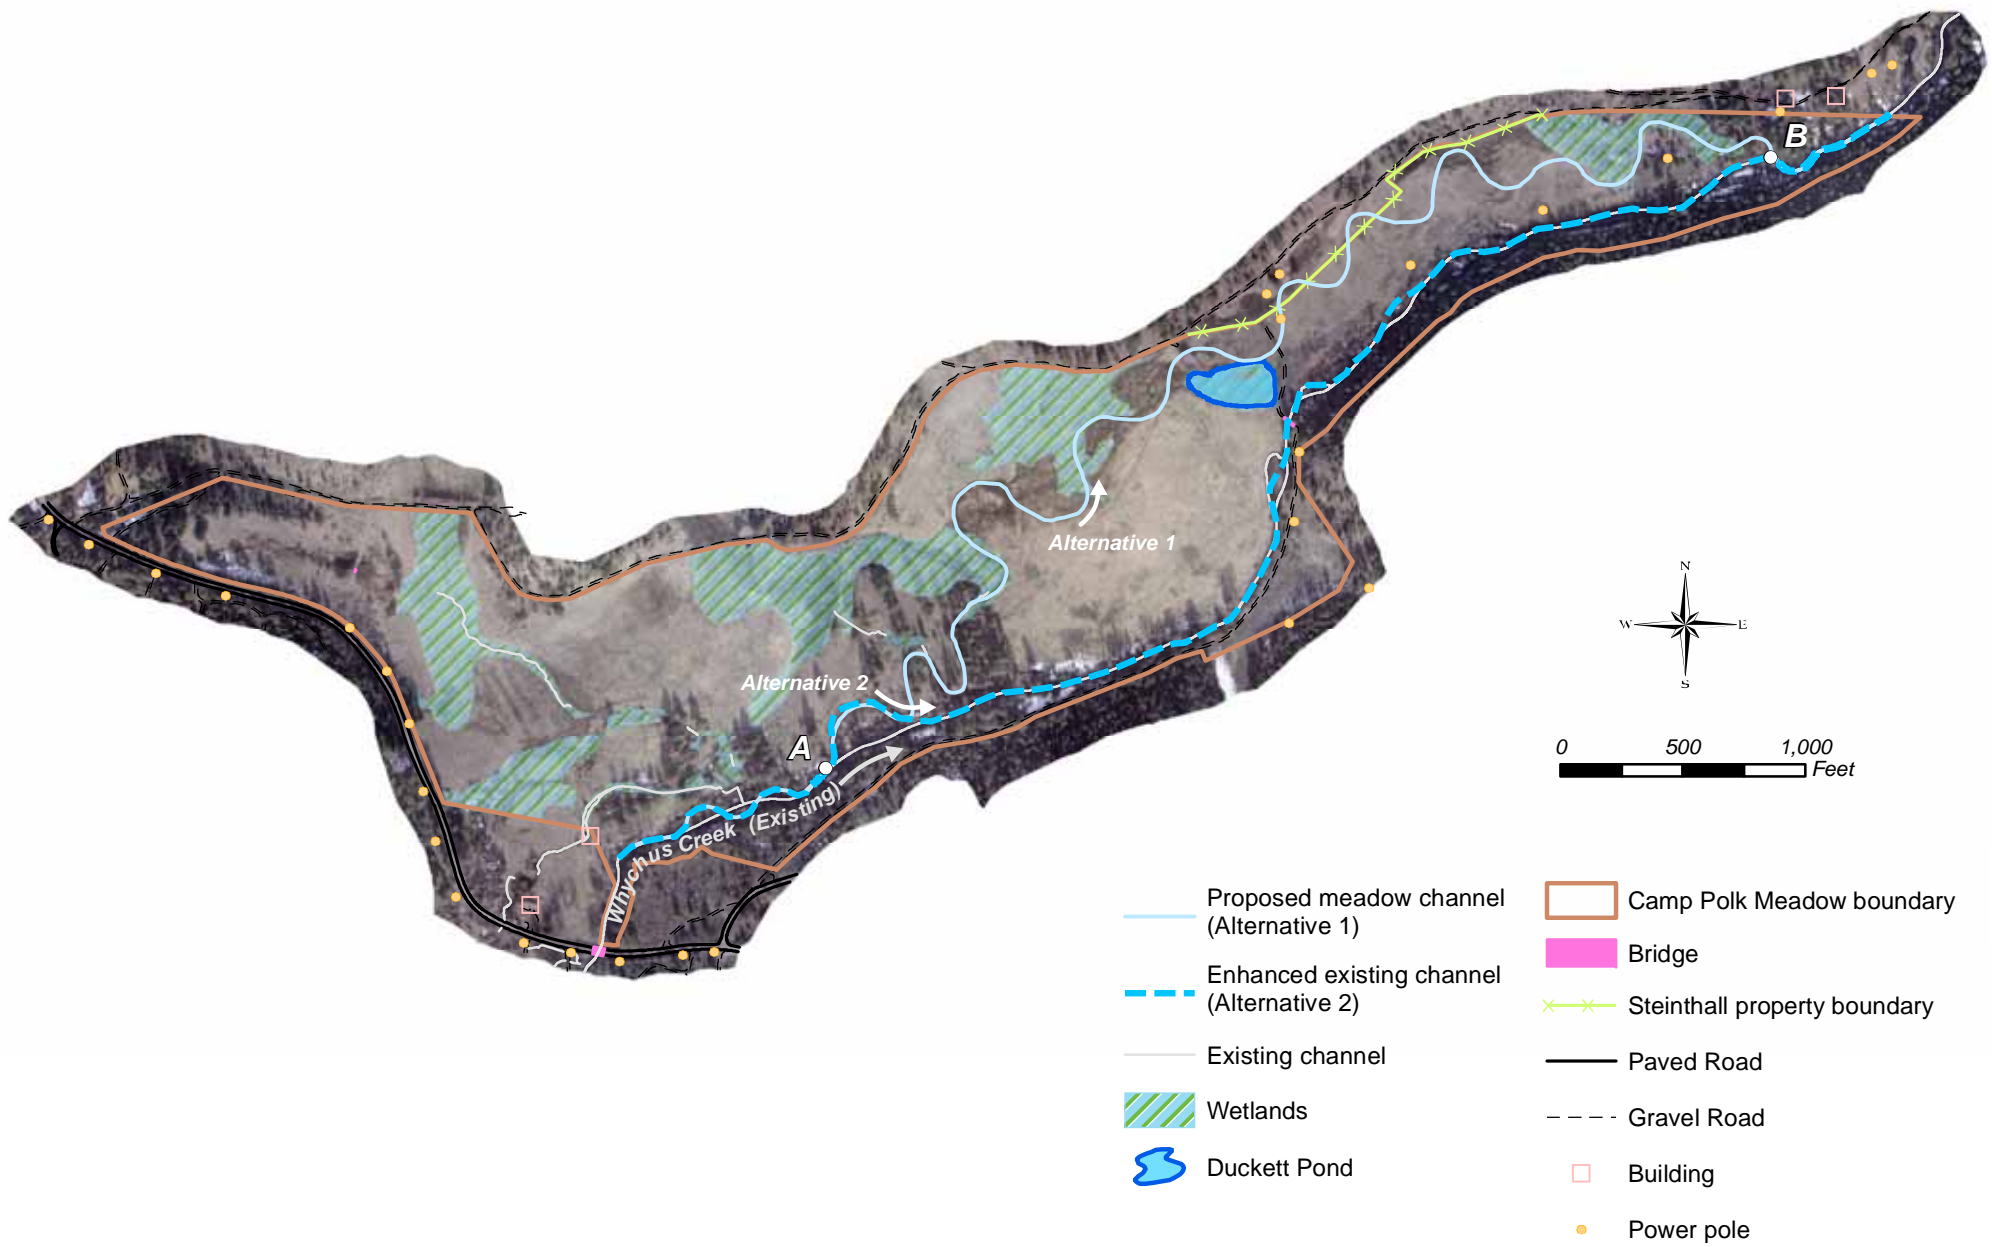 B
Alternative 1
Alternative 2
A
Whychus Creek (Existing)
N
W E
S
0 500 1,000
Feet
Proposed meadow channel
(Alternative 1)
Enhanced existing channel
(Alternative 2)
Existing channel
Wetlands
Duckett Pond
Camp Polk Meadow boundary
Bridge
Steinthall property boundary
Paved Road
Gravel Road
Building
Power pole